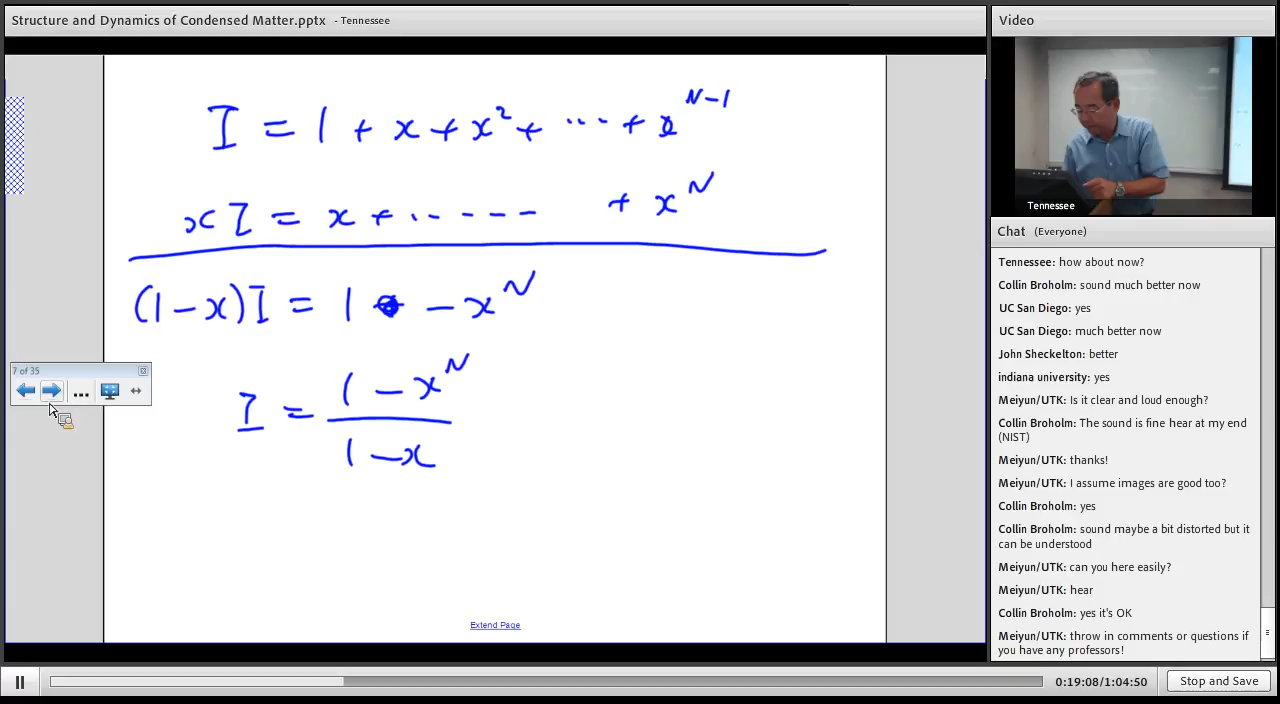 Structure and Dynamics of Condensed Matter.pptx - Tennessee
I = 1 + x + x² + ... + x^(N-1)
xI = x + ..---- + x^N
(1-x)I = 1 - x^N
I = (1 - x^N) / (1 - x)
7 of 35
...
Extend Page
Video
Tennessee
Chat (Everyone)
Tennessee: how about now?
Collin Broholm: sound much better now
UC San Diego: yes
UC San Diego: much better now
John Sheckelton: better
indiana university: yes
Meiyun/UTK: Is it clear and loud enough?
Collin Broholm: The sound is fine hear at my end
(NIST)
Meiyun/UTK: thanks!
Meiyun/UTK: I assume images are good too?
Collin Broholm: yes
Collin Broholm: sound maybe a bit distorted but it
can be understood
Meiyun/UTK: can you here easily?
Meiyun/UTK: hear
Collin Broholm: yes it's OK
Meiyun/UTK: throw in comments or questions if
you have any professors!
0:19:08/1:04:50
Stop and Save